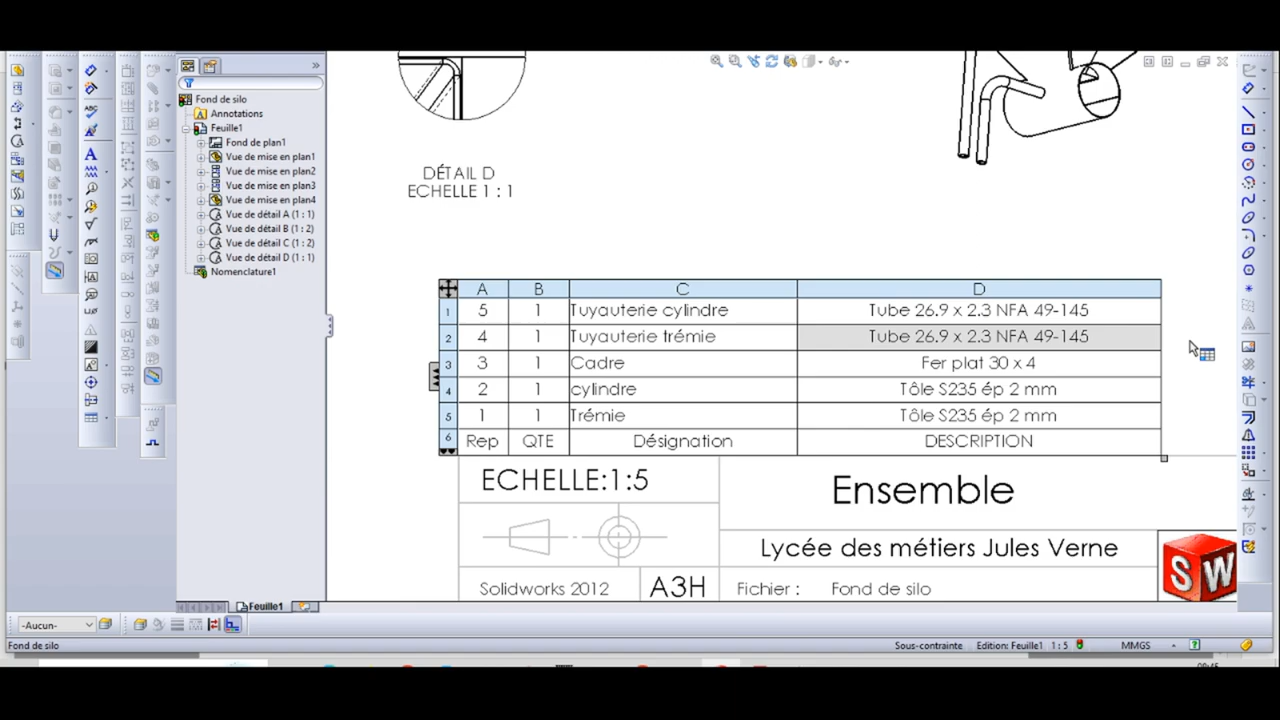 Fond de silo
Annotations
Feuille1
Fond de plan1
Vue de mise en plan1
Vue de mise en plan2
Vue de mise en plan3
Vue de mise en plan4
Vue de détail A (1 : 1)
Vue de détail B (1 : 2)
Vue de détail C (1 : 2)
Vue de détail D (1 : 1)
Nomenclature1
DÉTAIL D
ECHELLE 1 : 1
A B C D
1 5 1 Tuyauterie cylindre Tube 26.9 x 2.3 NFA 49-145
2 4 1 Tuyauterie trémie Tube 26.9 x 2.3 NFA 49-145
3 3 1 Cadre Fer plat 30 x 4
4 2 1 cylindre Tôle S235 ép 2 mm
5 1 1 Trémie Tôle S235 ép 2 mm
6 Rep QTE Désignation DESCRIPTION
ECHELLE:1:5
Ensemble
Lycée des métiers Jules Verne
SW
Solidworks 2012 A3H Fichier : Fond de silo
Feuille1
-Aucun-
Fond de silo Sous-contrainte Edition: Feuille1 1 : 5 MMGS